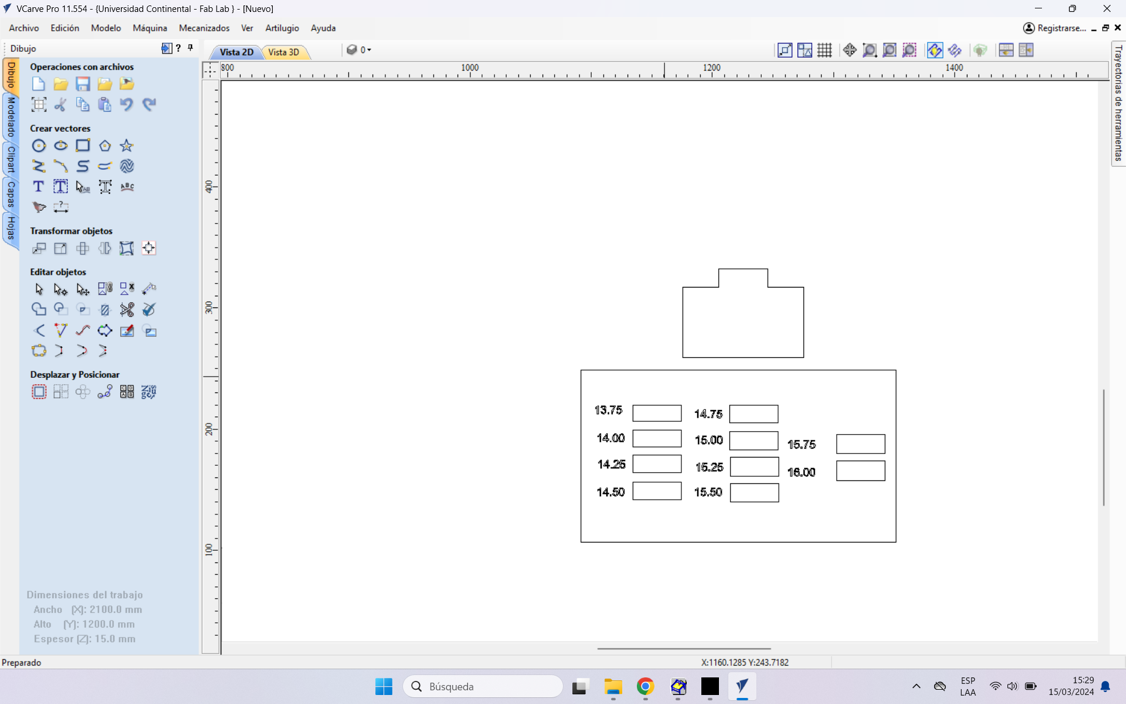 VCarve Pro 11.554 - {Universidad Continental - Fab Lab } - [Nuevo]
Archivo Edición Modelo Máquina Mecanizados Ver Artilugio Ayuda
Registrarse...
Dibujo
?
Vista 2D
Vista 3D
0
Dibujo
Modelado
Clipart
Capas
Hojas
Operaciones con archivos
Crear vectores
Transformar objetos
Editar objetos
Desplazar y Posicionar
Dimensiones del trabajo
Ancho (X): 2100.0 mm
Alto (Y): 1200.0 mm
Espesor (Z): 15.0 mm
800 1000 1200 1400
400
300
200
100
13.75
14.00
14.25
14.50
14.75
15.00
15.25
15.50
15.75
16.00
Trayectorias de herramientas
Preparado
X:1160.1285 Y:243.7182
Búsqueda
ESP
LAA
15:29
15/03/2024